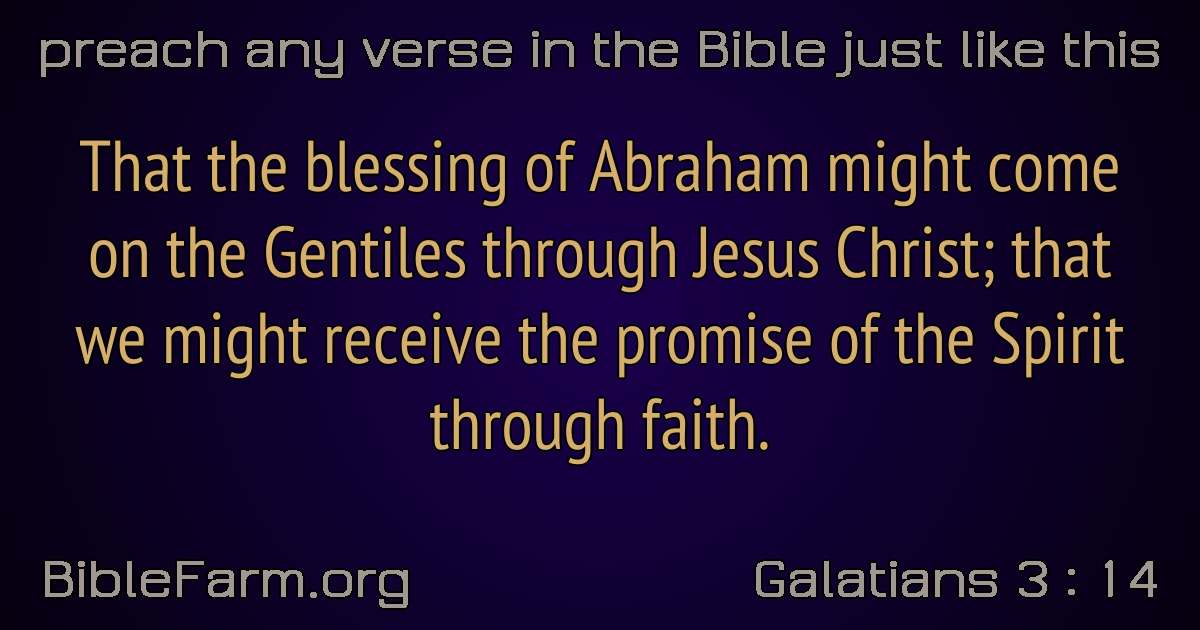 preach any verse in the Bible just like this
That the blessing of Abraham might come
on the Gentiles through Jesus Christ; that
we might receive the promise of the Spirit
through faith.
BibleFarm.org
Galatians 3 : 14